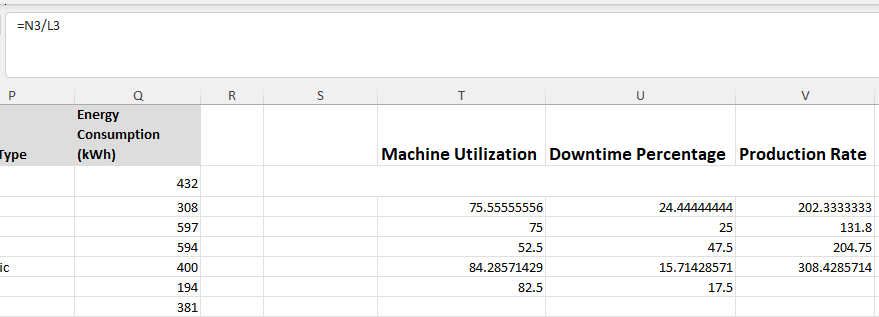 =N3/L3
P Q R S T U V
Energy
Consumption
Type (kWh) Machine Utilization Downtime Percentage Production Rate
432
308 75.55555556 24.44444444 202.3333333
597 75 25 131.8
594 52.5 47.5 204.75
ic 400 84.28571429 15.71428571 308.4285714
194 82.5 17.5
381